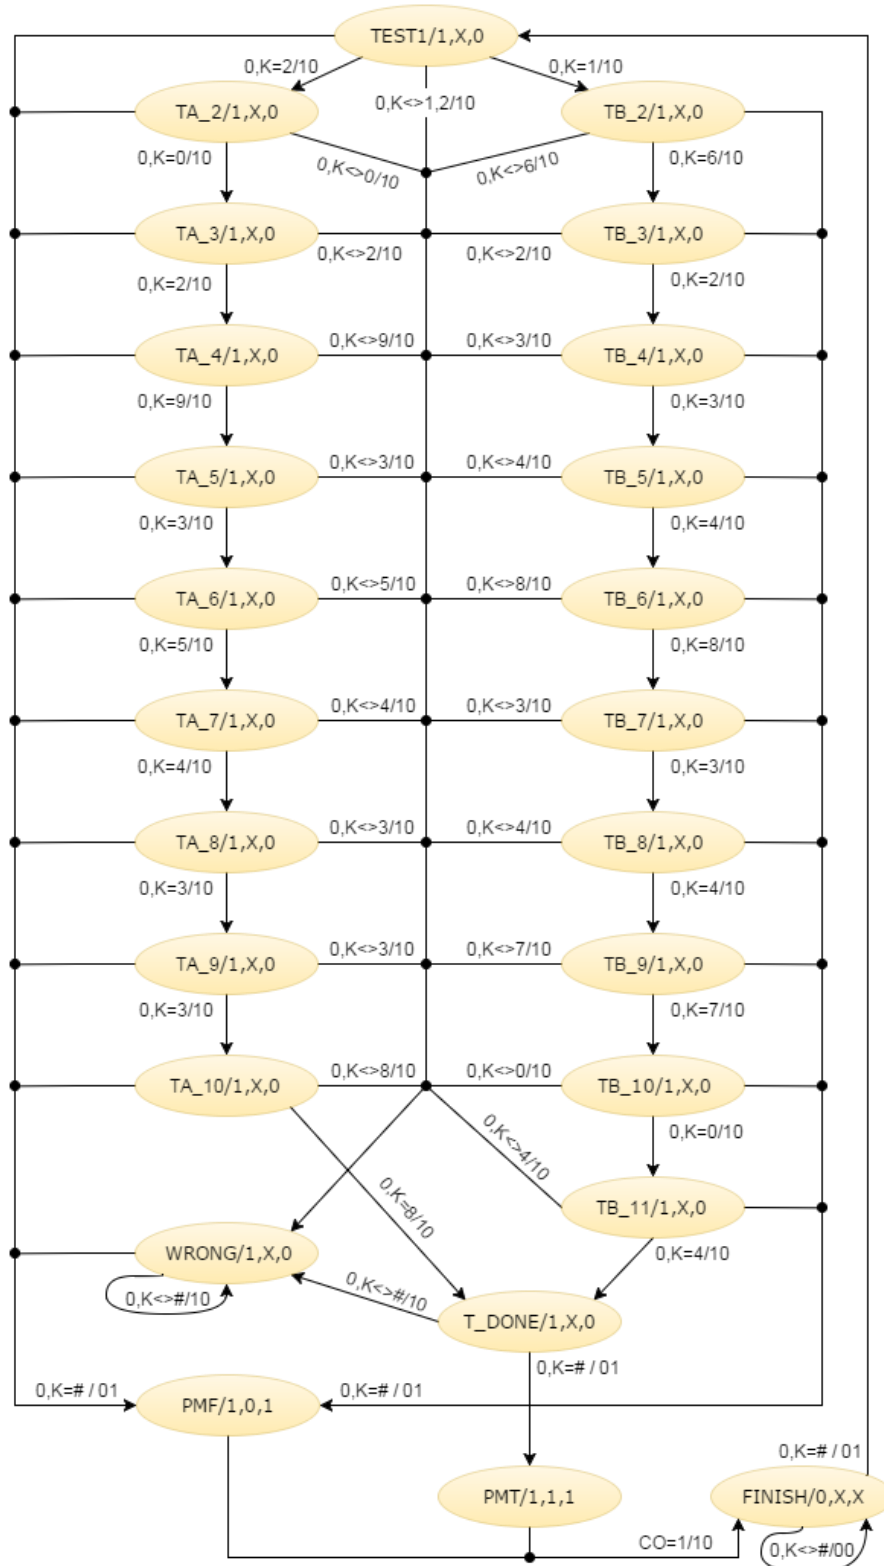 TEST1/1,X,0
0,K=2/10
0,K=1/10
0,K<>1,2/10
TA_2/1,X,0
TB_2/1,X,0
0,K=0/10
0,K<>0/10
0,K<>6/10
0,K=6/10
TA_3/1,X,0
0,K<>2/10
0,K<>2/10
TB_3/1,X,0
0,K=2/10
0,K=2/10
TA_4/1,X,0
0,K<>9/10
0,K<>3/10
TB_4/1,X,0
0,K=9/10
0,K=3/10
TA_5/1,X,0
0,K<>3/10
0,K<>4/10
TB_5/1,X,0
0,K=3/10
0,K=4/10
TA_6/1,X,0
0,K<>5/10
0,K<>8/10
TB_6/1,X,0
0,K=5/10
0,K=8/10
TA_7/1,X,0
0,K<>4/10
0,K<>3/10
TB_7/1,X,0
0,K=4/10
0,K=3/10
TA_8/1,X,0
0,K<>3/10
0,K<>4/10
TB_8/1,X,0
0,K=3/10
0,K=4/10
TA_9/1,X,0
0,K<>3/10
0,K<>7/10
TB_9/1,X,0
0,K=3/10
0,K=7/10
TA_10/1,X,0
0,K<>8/10
0,K<>0/10
TB_10/1,X,0
0,K=0/10
0,K<>4/10
0,K=8/10
TB_11/1,X,0
0,K=4/10
WRONG/1,X,0
0,K<>#/10
0,K<>#/10
T_DONE/1,X,0
0,K=# / 01
0,K=# / 01
0,K=# / 01
PMF/1,0,1
0,K=# / 01
PMT/1,1,1
FINISH/0,X,X
CO=1/10
0,K<>#/00